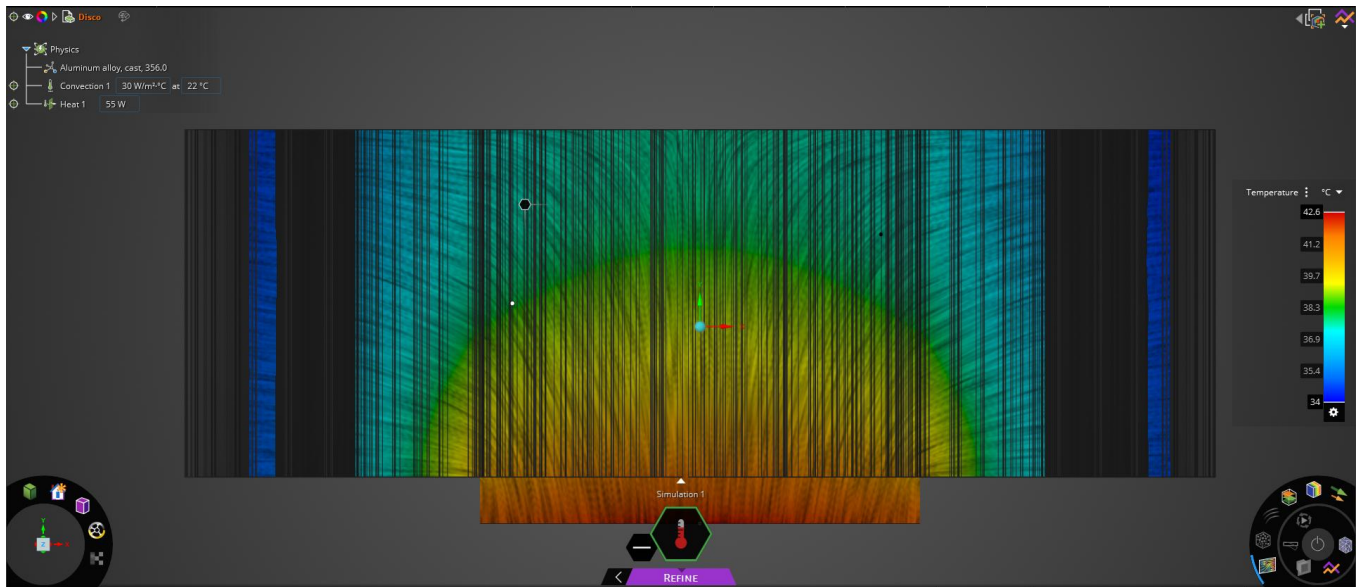 Disco
Physics
Aluminum alloy, cast, 356.0
Convection 1 30 W/m²·°C at 22 °C
Heat 1 55 W
Temperature °C
42.6
41.2
39.7
38.3
36.9
35.4
34
Simulation 1
REFINE
Y
X
Z